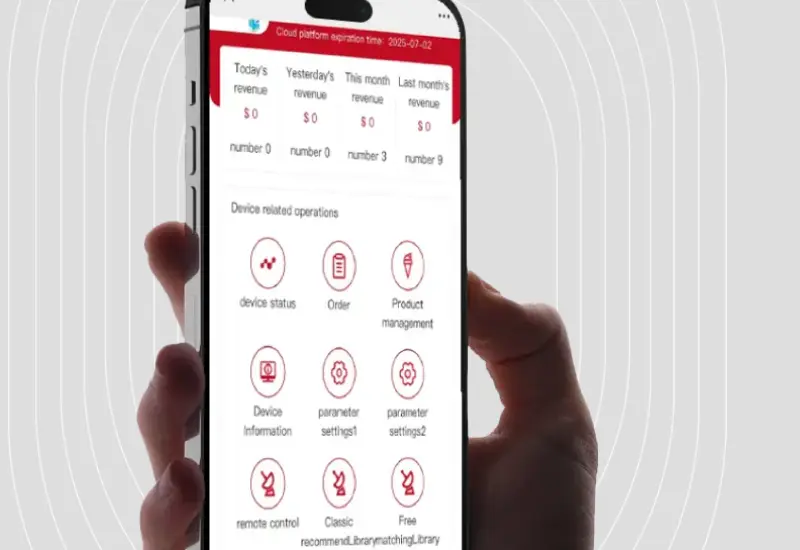 Cloud platform expiration time: 2025-07-02
Today's Yesterday's This month Last month's
revenue revenue revenue revenue
$ 0 $ 0 $ 0 $ 0
number 0 number 0 number 3 number 9
Device related operations
device status Order Product
management
Device parameter parameter
Information settings1 settings2
remote control Classic Free
recommendLibrary matchingLibrary